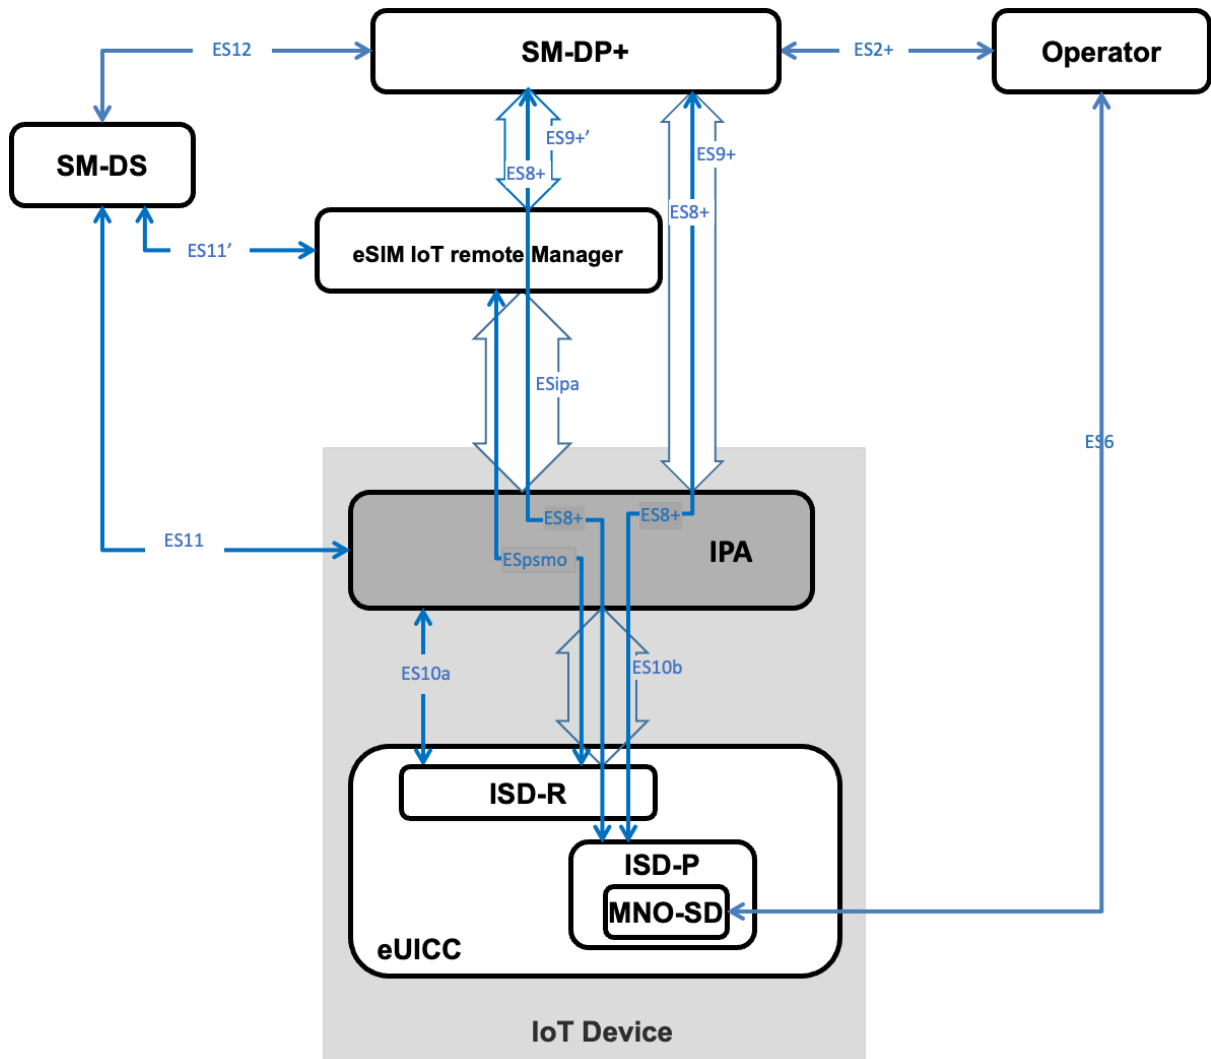 ES12
SM-DP+
ES2+
Operator
SM-DS
ES9+’
ES9+
ES8+
ES8+
ES11’
eSIM IoT remote Manager
ESipa
ES6
ES8+
ES8+
ES11
IPA
ESpsmo
ES10a
ES10b
ISD-R
ISD-P
MNO-SD
eUICC
IoT Device